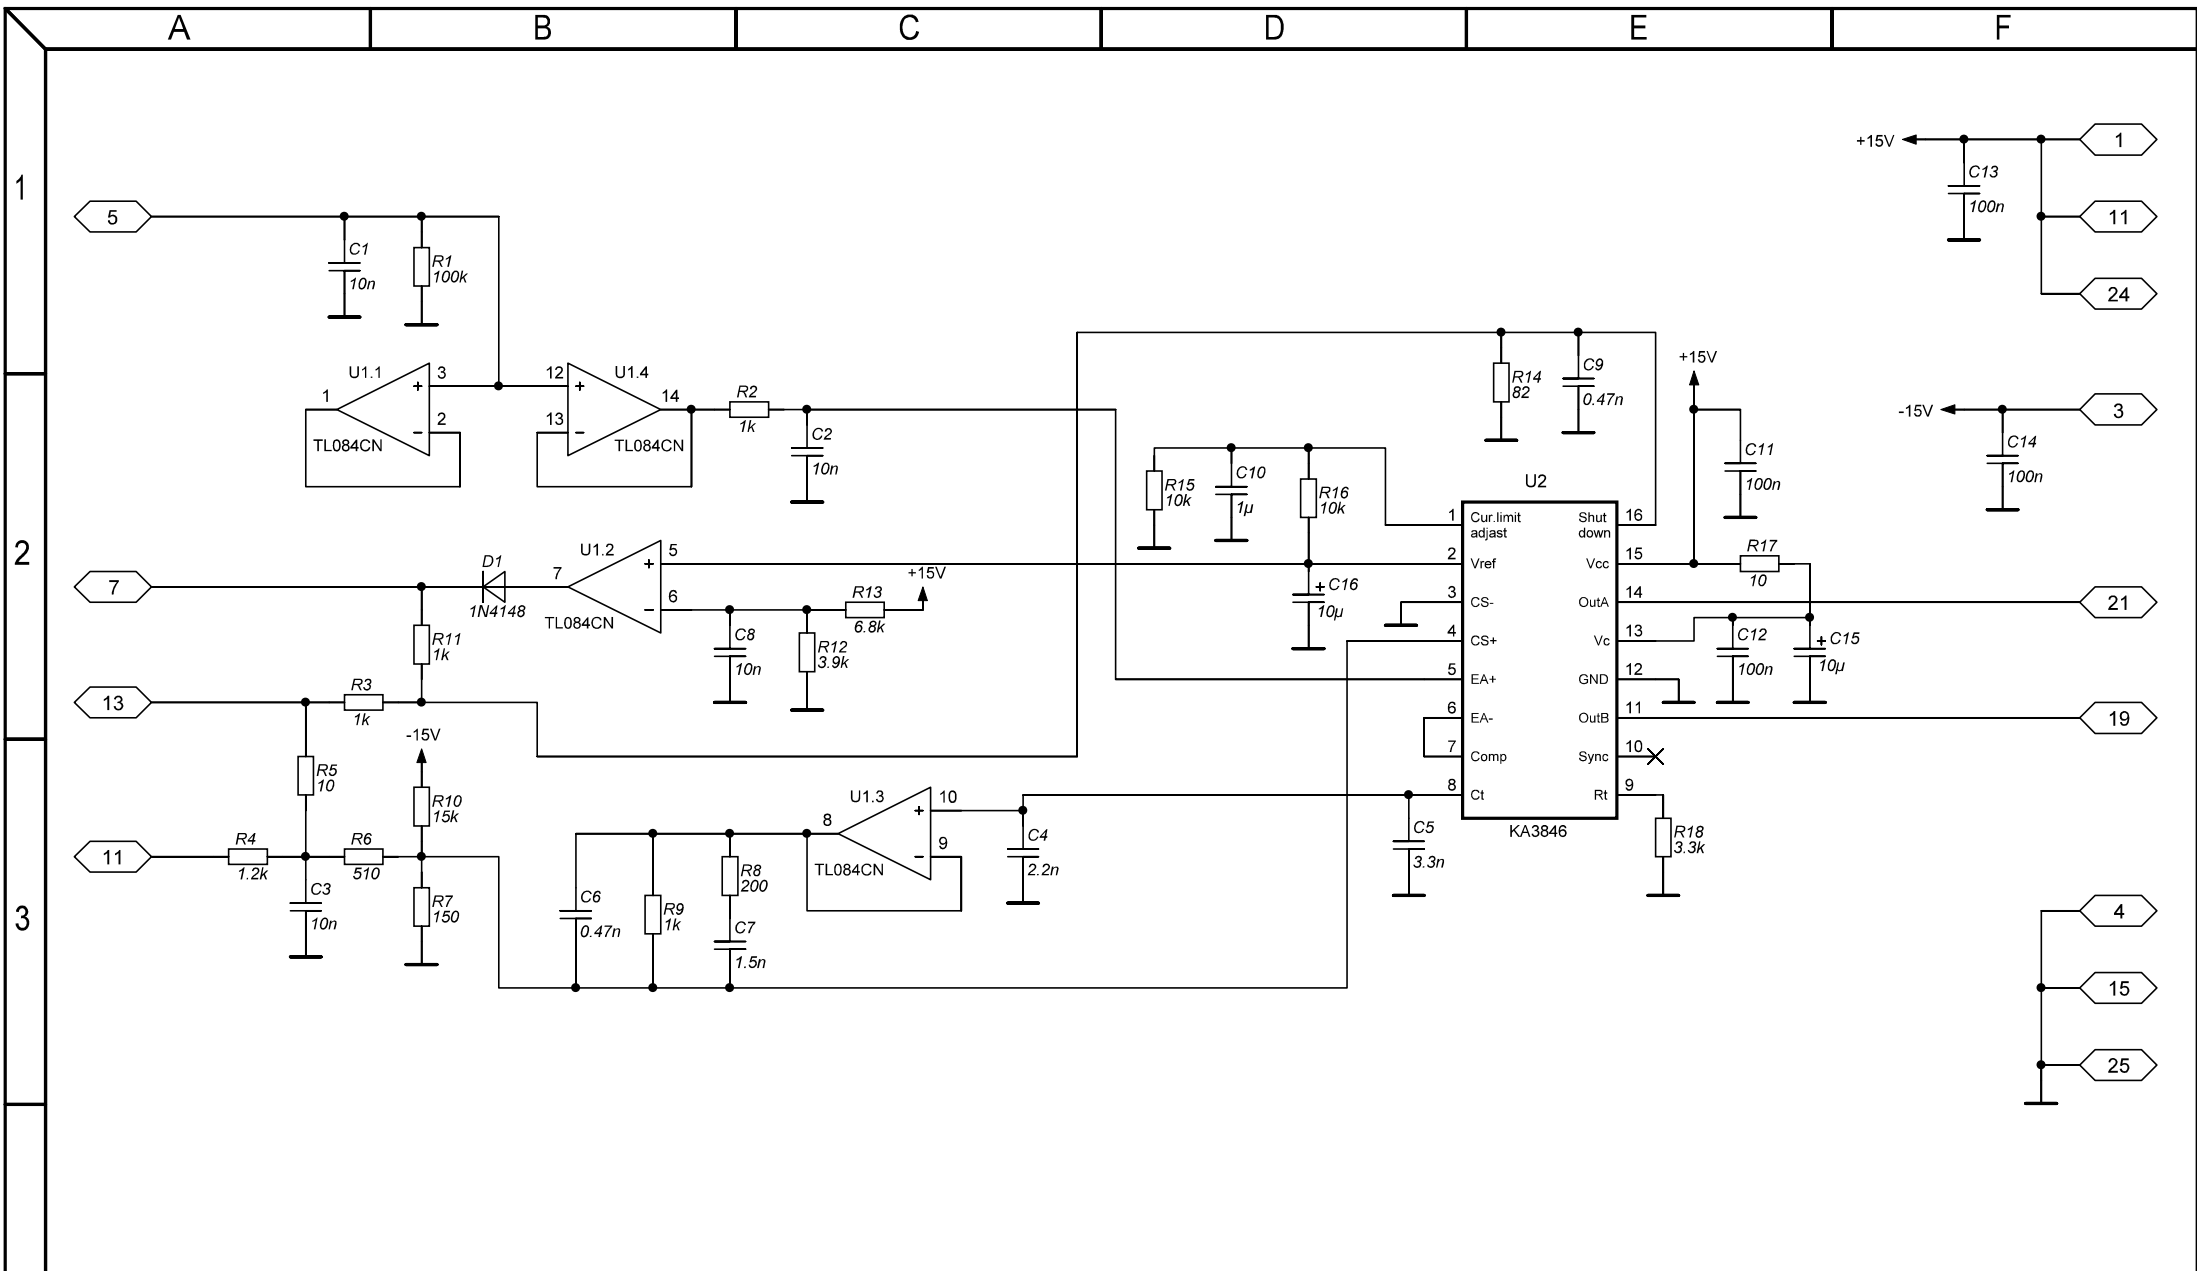 A B C D E F
1
2
3
+15V
1
C13
100n
11
24
5
C1
10n
R1
100k
U1.1
3
1
2
TL084CN
12
U1.4
14
13
TL084CN
R2
1k
C2
10n
R14
82
C9
0.47n
+15V
C11
100n
-15V
3
C14
100n
R15
10k
C10
1µ
R16
10k
U2
1 Cur.limit adjast
2 Vref
3 CS-
4 CS+
5 EA+
6 EA-
7 Comp
8 Ct
Shut down 16
Vcc 15
OutA 14
Vc 13
GND 12
OutB 11
Sync 10
Rt 9
KA3846
R17
10
21
+ C16
10µ
C12
100n
+ C15
10µ
19
7
D1
1N4148
U1.2
5
7
6
TL084CN
R13
6.8k
+15V
C8
10n
R12
3.9k
R11
1k
13
R3
1k
-15V
R5
10
R10
15k
11
R4
1.2k
R6
510
C3
10n
R7
150
U1.3
10
8
9
TL084CN
C4
2.2n
C5
3.3n
R18
3.3k
R8
200
C6
0.47n
R9
1k
C7
1.5n
4
15
25